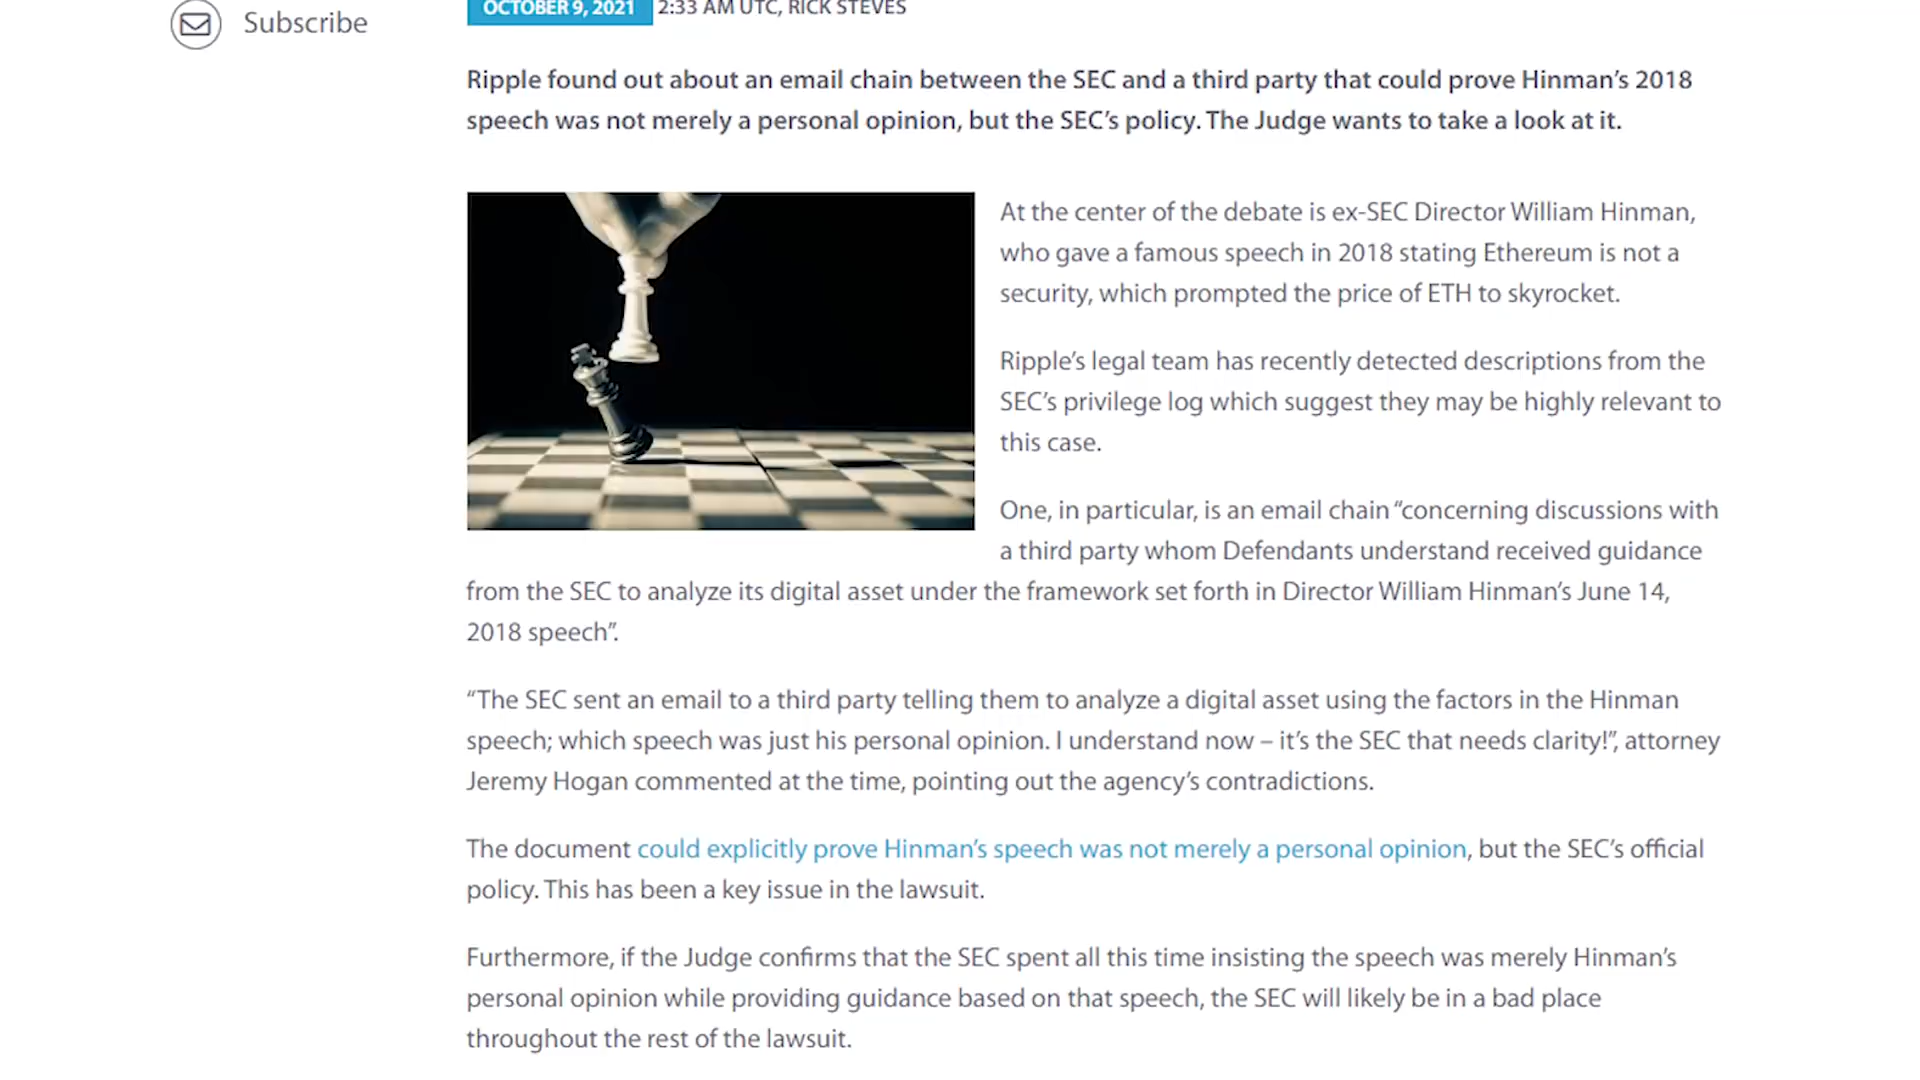 Subscribe
OCTOBER 9, 2021 2:33 AM UTC, RICK STEVES
Ripple found out about an email chain between the SEC and a third party that could prove Hinman’s 2018
speech was not merely a personal opinion, but the SEC’s policy. The Judge wants to take a look at it.
At the center of the debate is ex-SEC Director William Hinman,
who gave a famous speech in 2018 stating Ethereum is not a
security, which prompted the price of ETH to skyrocket.
Ripple’s legal team has recently detected descriptions from the
SEC’s privilege log which suggest they may be highly relevant to
this case.
One, in particular, is an email chain “concerning discussions with
a third party whom Defendants understand received guidance
from the SEC to analyze its digital asset under the framework set forth in Director William Hinman’s June 14,
2018 speech”.
“The SEC sent an email to a third party telling them to analyze a digital asset using the factors in the Hinman
speech; which speech was just his personal opinion. I understand now – it’s the SEC that needs clarity!”, attorney
Jeremy Hogan commented at the time, pointing out the agency’s contradictions.
The document could explicitly prove Hinman’s speech was not merely a personal opinion, but the SEC’s official
policy. This has been a key issue in the lawsuit.
Furthermore, if the Judge confirms that the SEC spent all this time insisting the speech was merely Hinman’s
personal opinion while providing guidance based on that speech, the SEC will likely be in a bad place
throughout the rest of the lawsuit.